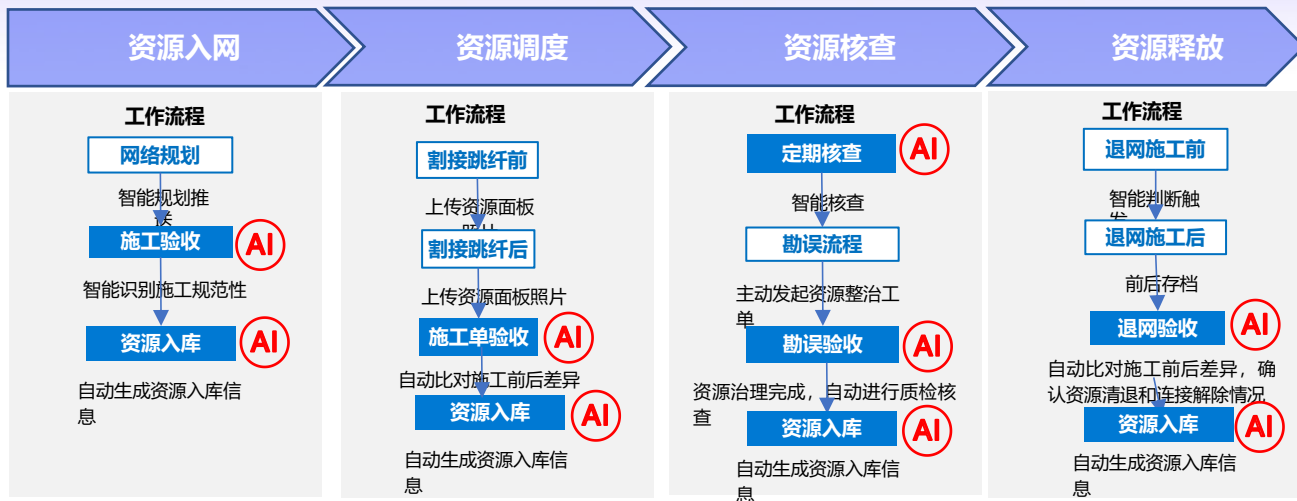 资源入网
资源调度
资源核查
资源释放
工作流程
网络规划
智能规划推
送
施工验收
AI
智能识别施工规范性
资源入库
AI
自动生成资源入库信
息
工作流程
割接跳纤前
上传资源面板
照片
割接跳纤后
上传资源面板照片
施工单验收
AI
自动比对施工前后差异
资源入库
AI
自动生成资源入库信
息
工作流程
定期核查
AI
智能核查
勘误流程
主动发起资源整治工
单
勘误验收
AI
资源治理完成，自动进行质检核
查
资源入库
AI
自动生成资源入库信
息
工作流程
退网施工前
智能判断触
发
退网施工后
前后存档
退网验收
AI
自动比对施工前后差异，确
认资源清退和连接解除情况
资源入库
AI
自动生成资源入库信
息